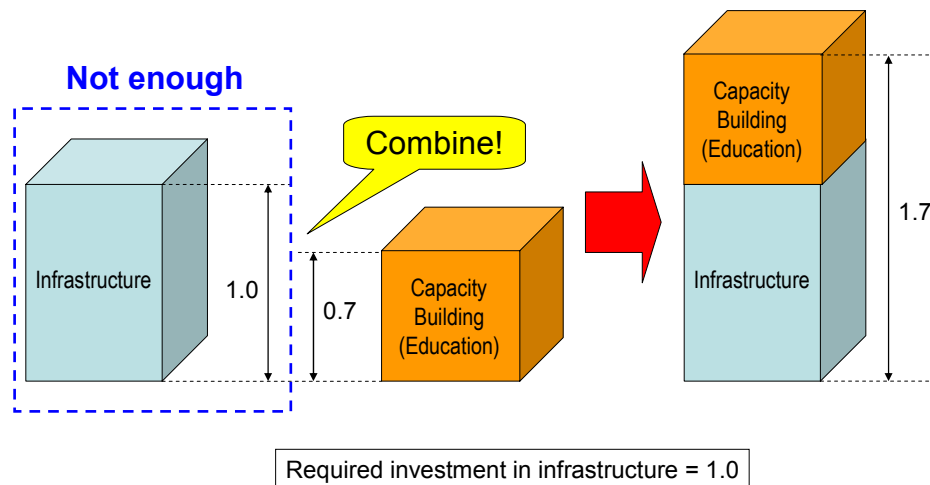 Not enough
Combine!
Infrastructure
1.0
0.7
Capacity
Building
(Education)
Capacity
Building
(Education)
Infrastructure
1.7
Required investment in infrastructure = 1.0